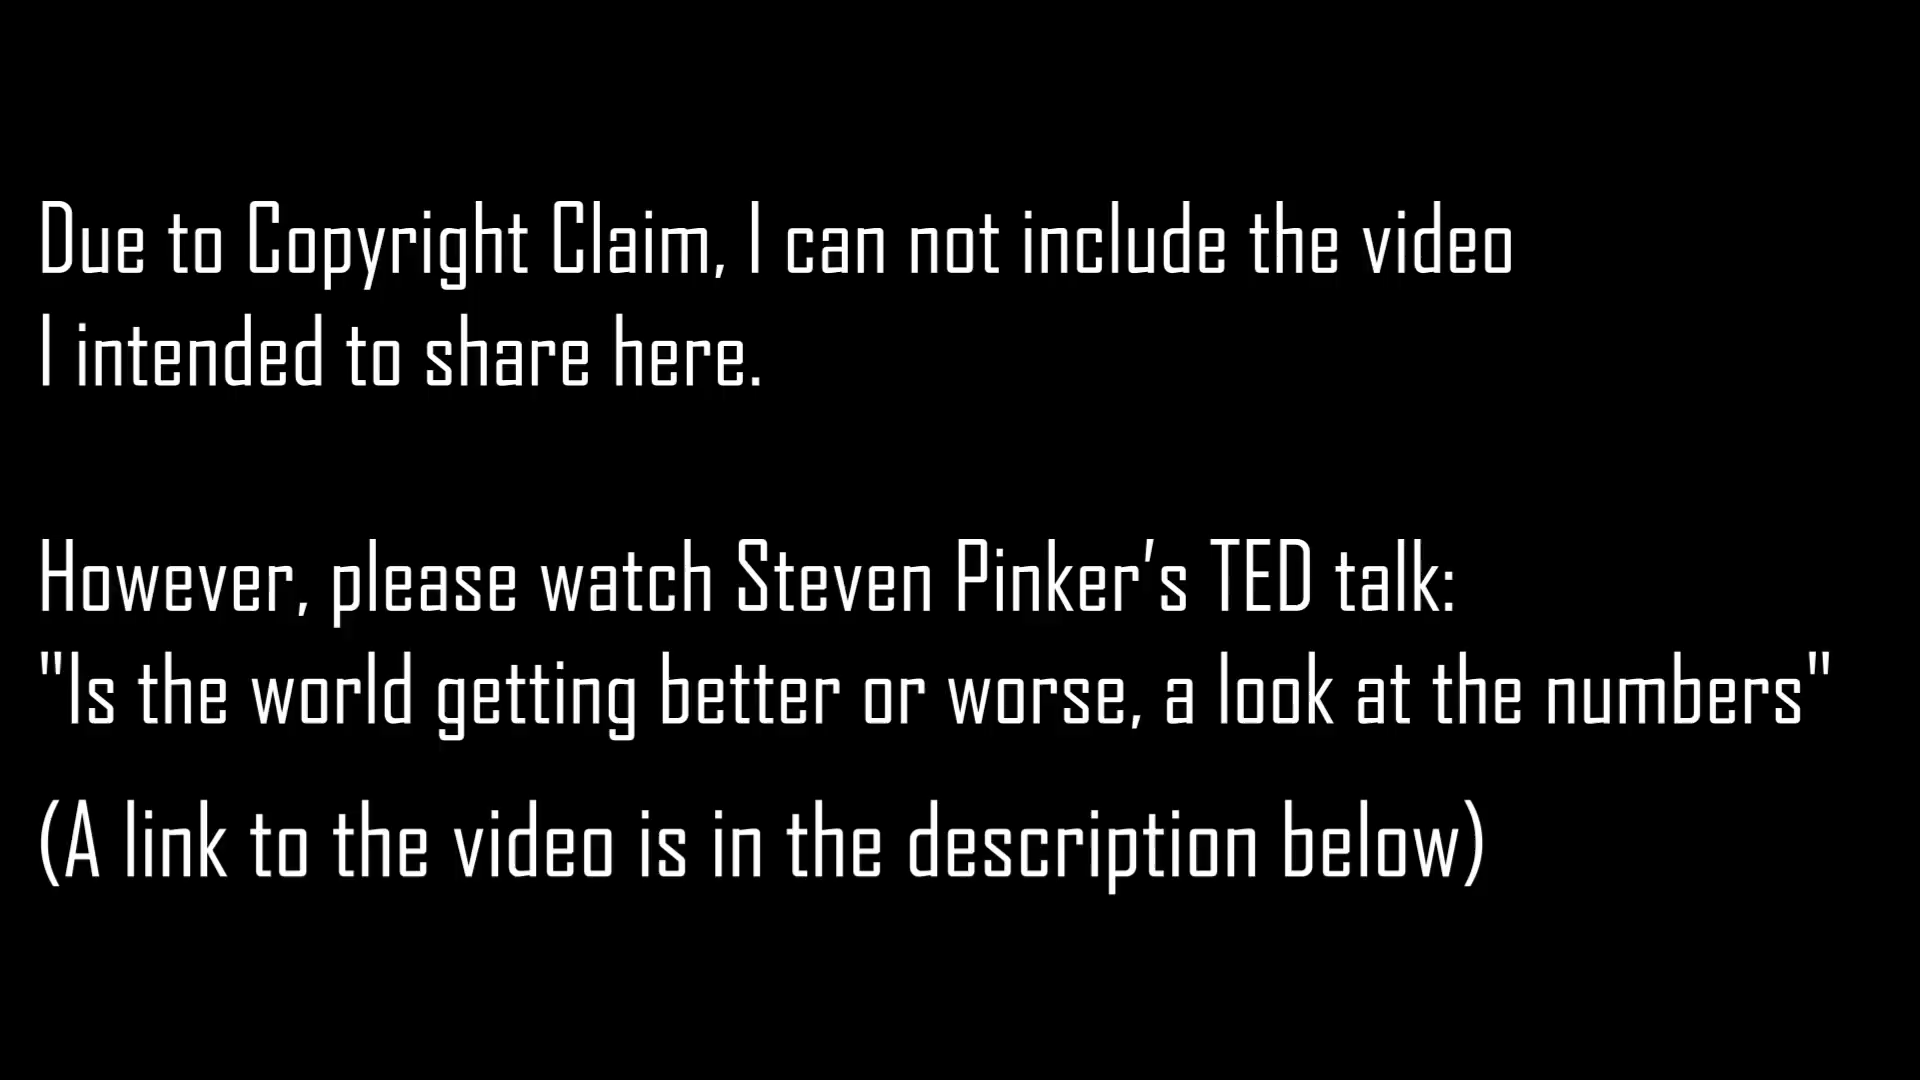 Due to Copyright Claim, I can not include the video
I intended to share here.
However, please watch Steven Pinker's TED talk:
"Is the world getting better or worse, a look at the numbers"
(A link to the video is in the description below)